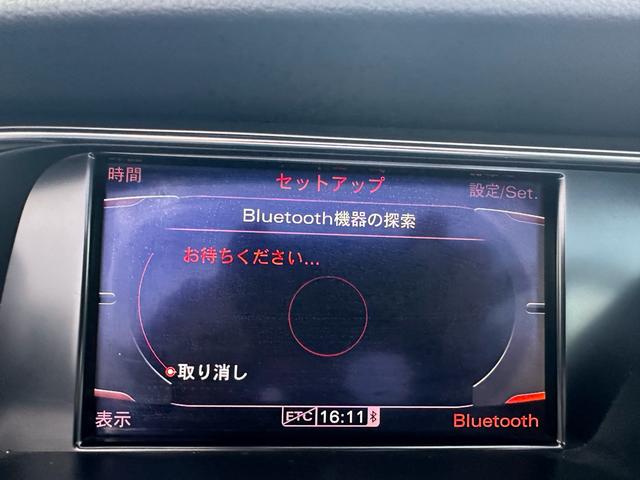 時間
セットアップ
設定/Set.
Bluetooth機器の探索
お待ちください...
取り消し
表示
ETC 16:11
Bluetooth